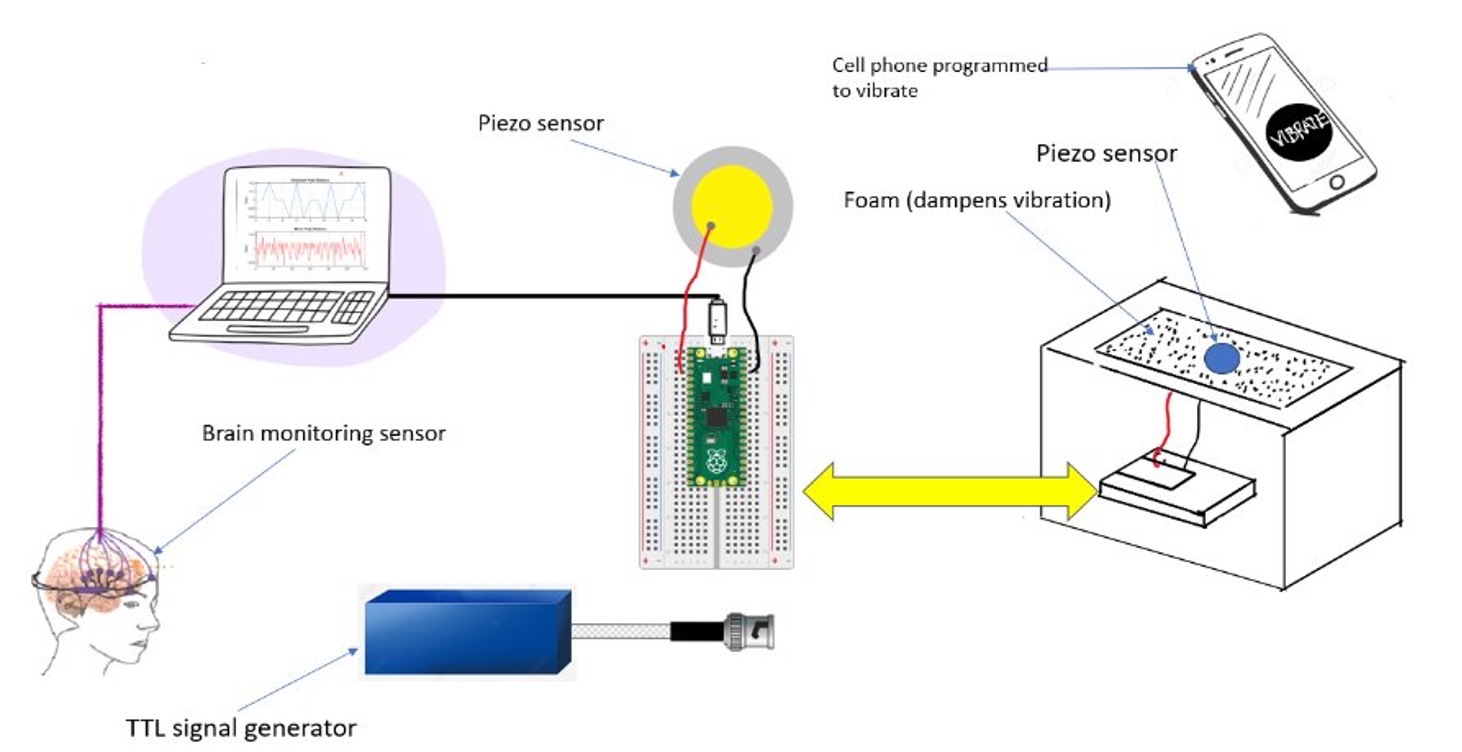 Cell phone programmed
to vibrate
VIBRATE
Piezo sensor
Piezo sensor
Foam (dampens vibration)
Brain monitoring sensor
TTL signal generator